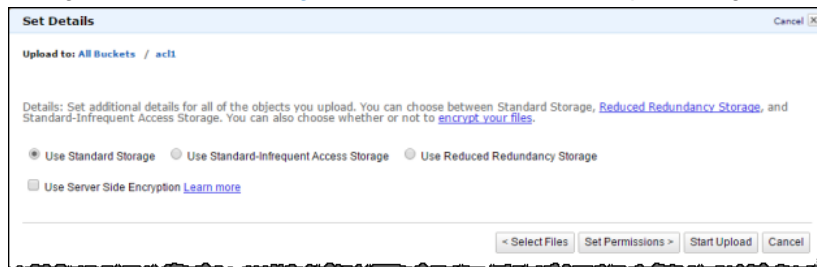 Set Details
Cancel
Upload to: All Buckets / acl1
Details: Set additional details for all of the objects you upload. You can choose between Standard Storage, Reduced Redundancy Storage, and
Standard-Infrequent Access Storage. You can also choose whether or not to encrypt your files.
Use Standard Storage Use Standard-Infrequent Access Storage Use Reduced Redundancy Storage
Use Server Side Encryption Learn more
< Select Files Set Permissions > Start Upload Cancel